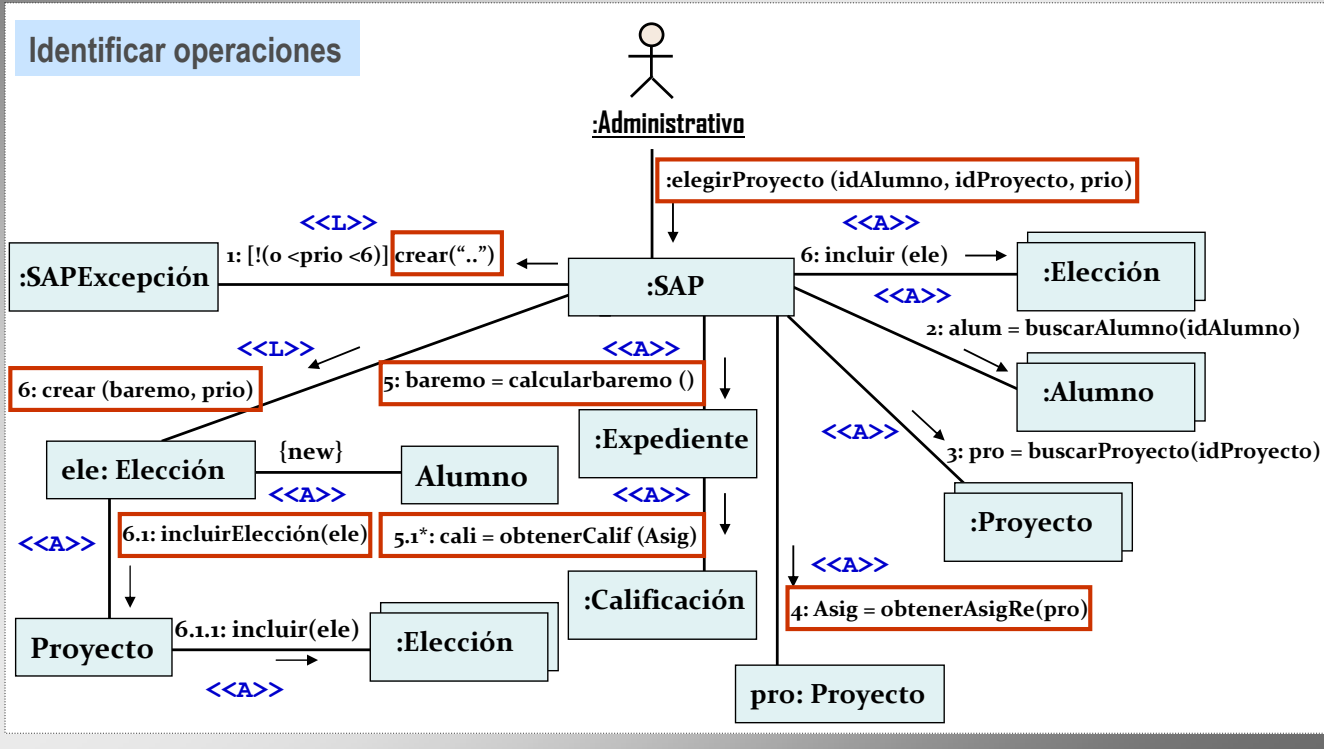 Identificar operaciones
:Administrativo
:elegirProyecto (idAlumno, idProyecto, prio)
<<L>>
1: [!(o <prio <6)] crear("..")
:SAPExcepción
:SAP
<<A>>
6: incluir (ele)
:Elección
<<A>>
2: alum = buscarAlumno(idAlumno)
:Alumno
<<L>>
6: crear (baremo, prio)
<<A>>
5: baremo = calcularbaremo ()
:Expediente
<<A>>
3: pro = buscarProyecto(idProyecto)
:Proyecto
ele: Elección
{new}
<<A>>
Alumno
<<A>>
5.1*: cali = obtenerCalif (Asig)
:Calificación
<<A>>
6.1: incluirElección(ele)
<<A>>
4: Asig = obtenerAsigRe(pro)
Proyecto
6.1.1: incluir(ele)
<<A>>
:Elección
pro: Proyecto